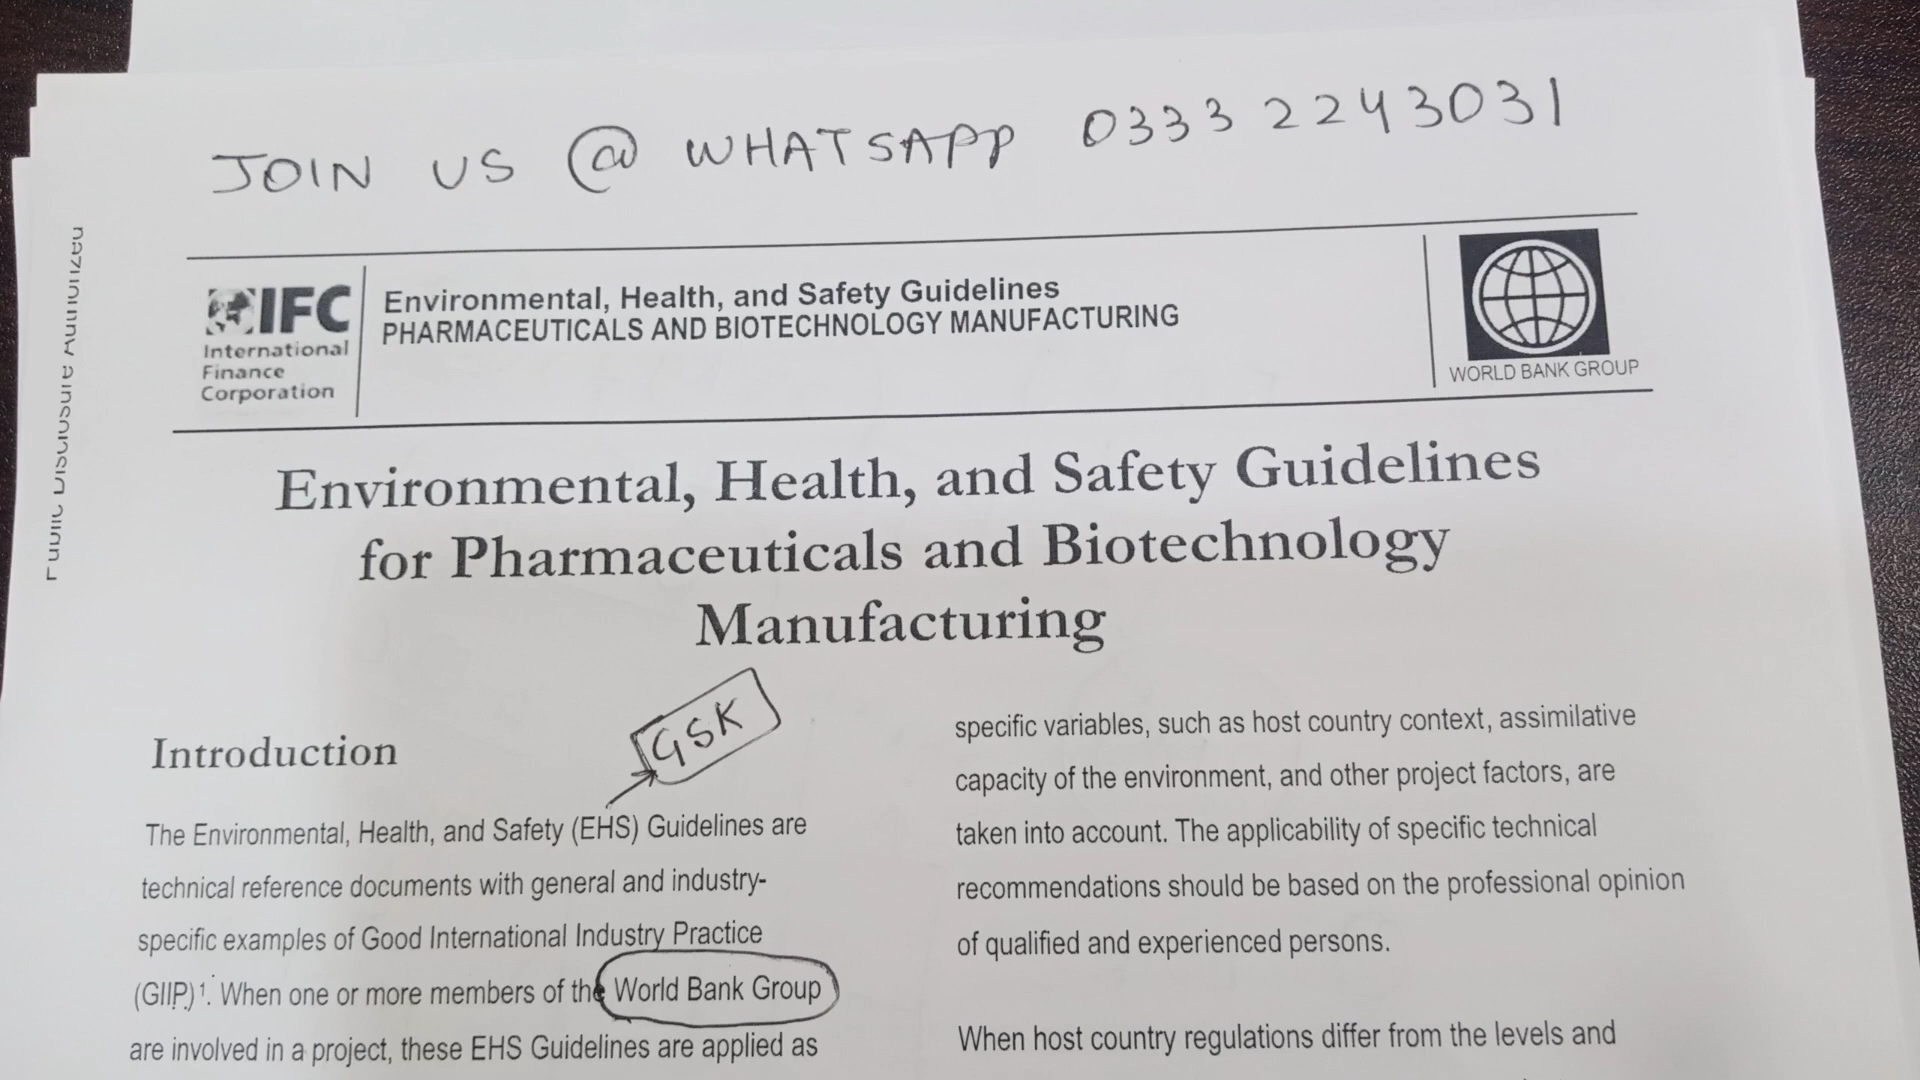 JOIN US @ WHATSAPP 0333 2243031
IFC
International
Finance
Corporation
Environmental, Health, and Safety Guidelines
PHARMACEUTICALS AND BIOTECHNOLOGY MANUFACTURING
WORLD BANK GROUP
Environmental, Health, and Safety Guidelines
for Pharmaceuticals and Biotechnology
Manufacturing
GSK
Introduction
The Environmental, Health, and Safety (EHS) Guidelines are
technical reference documents with general and industry-
specific examples of Good International Industry Practice
(GIIP)¹. When one or more members of the World Bank Group
are involved in a project, these EHS Guidelines are applied as
specific variables, such as host country context, assimilative
capacity of the environment, and other project factors, are
taken into account. The applicability of specific technical
recommendations should be based on the professional opinion
of qualified and experienced persons.
When host country regulations differ from the levels and